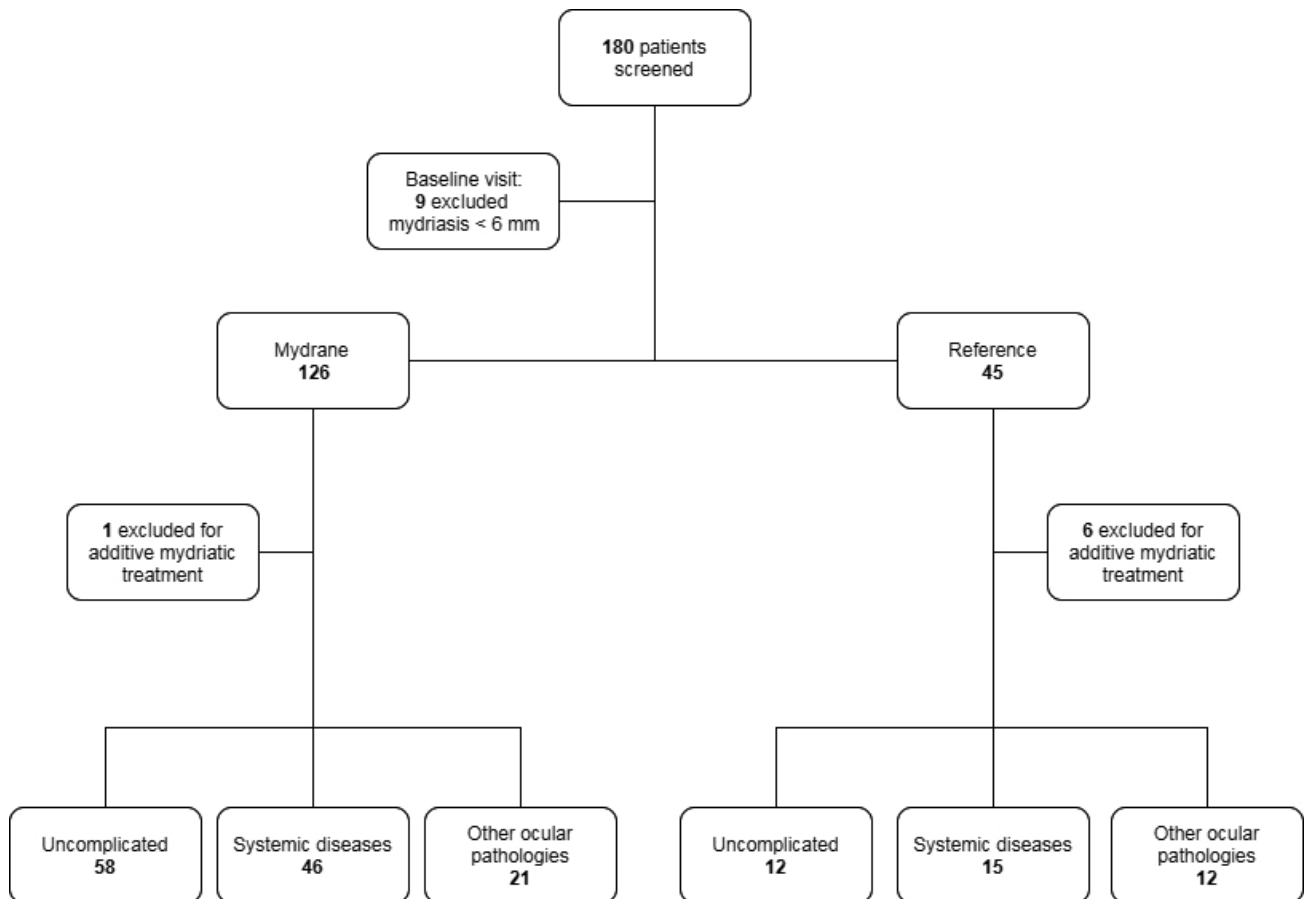 180 patients
screened
Baseline visit:
9 excluded
mydriasis < 6 mm
Mydrane
126
Reference
45
1 excluded for
additive mydriatic
treatment
6 excluded for
additive mydriatic
treatment
Uncomplicated
58
Systemic diseases
46
Other ocular
pathologies
21
Uncomplicated
12
Systemic diseases
15
Other ocular
pathologies
12